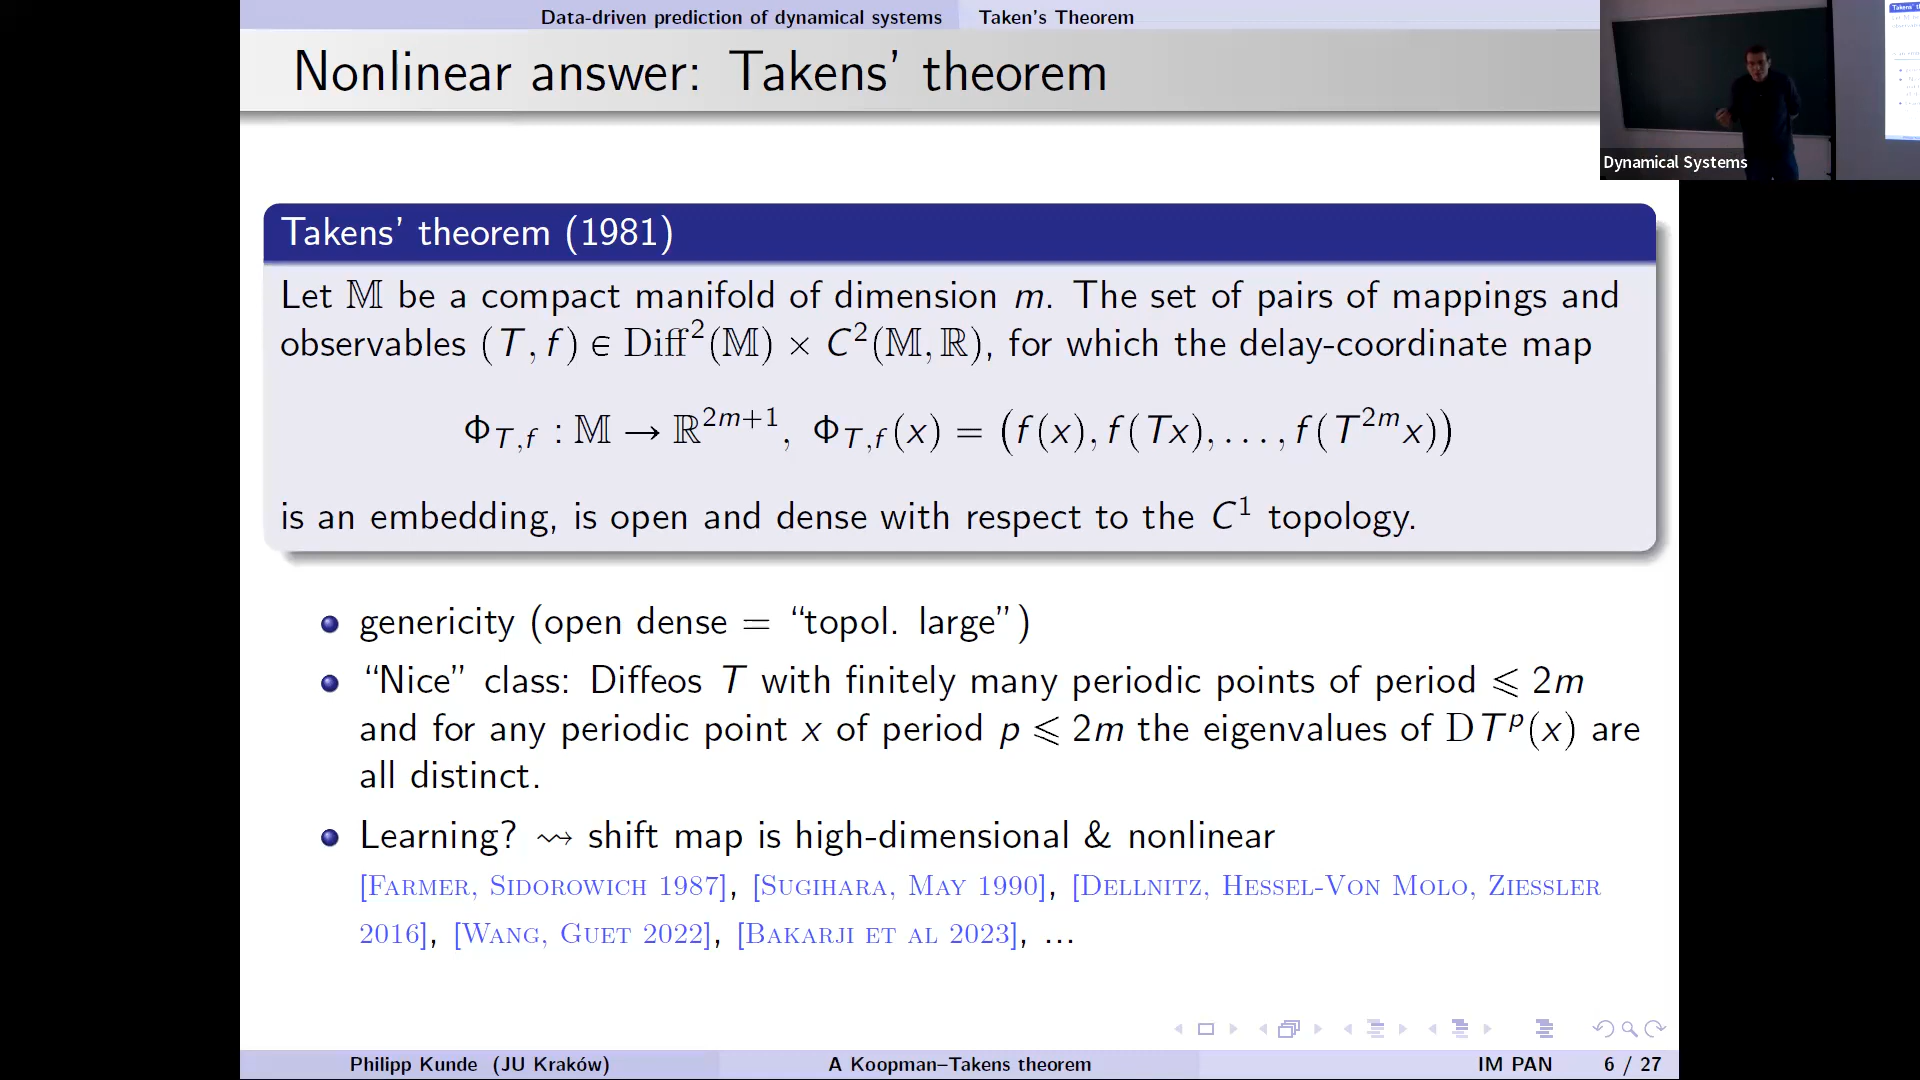 Data-driven prediction of dynamical systems Taken's Theorem
Nonlinear answer: Takens' theorem
Dynamical Systems
Takens' theorem (1981)
Let 𝕄 be a compact manifold of dimension m. The set of pairs of mappings and
observables (T, f) ∈ Diff²(𝕄) × C²(𝕄, ℝ), for which the delay-coordinate map
Φ_{T,f} : 𝕄 → ℝ^{2m+1}, Φ_{T,f}(x) = (f(x), f(Tx), . . . , f(T^{2m}x))
is an embedding, is open and dense with respect to the C¹ topology.
genericity (open dense = “topol. large”)
“Nice” class: Diffeos T with finitely many periodic points of period ⩽ 2m
and for any periodic point x of period p ⩽ 2m the eigenvalues of DT^p(x) are
all distinct.
Learning? ⇝ shift map is high-dimensional & nonlinear
[Farmer, Sidorowich 1987], [Sugihara, May 1990], [Dellnitz, Hessel-Von Molo, Ziessler
2016], [Wang, Guet 2022], [Bakarji et al 2023], ...
Philipp Kunde (JU Kraków) A Koopman–Takens theorem IM PAN 6 / 27